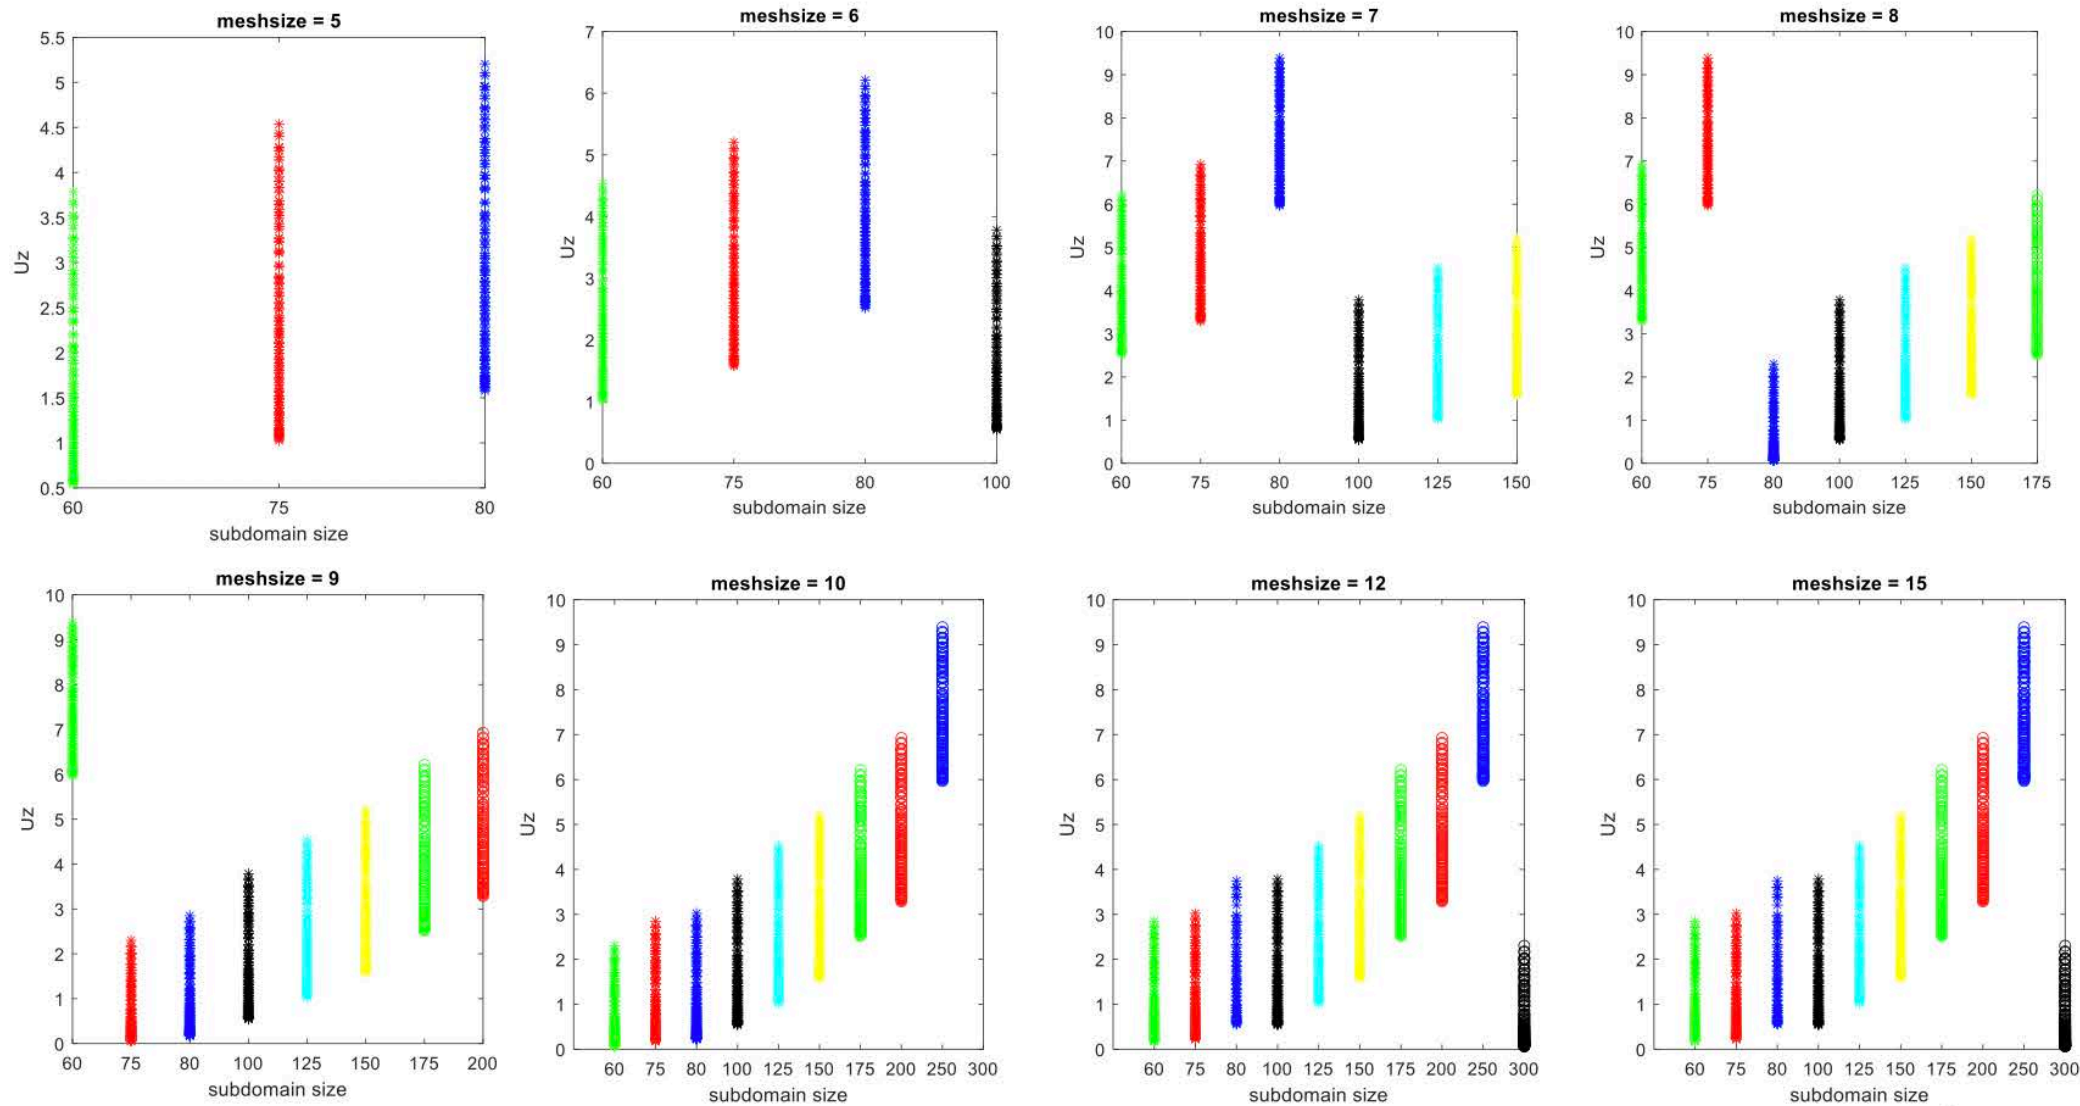 meshsize = 5
5.5
5
4.5
4
3.5
3
2.5
2
1.5
1
0.5
Uz
60 75 80
subdomain size
meshsize = 6
7
6
5
4
3
2
1
0
Uz
60 75 80 100
subdomain size
meshsize = 7
10
9
8
7
6
5
4
3
2
1
0
Uz
60 75 80 100 125 150
subdomain size
meshsize = 8
10
9
8
7
6
5
4
3
2
1
0
Uz
60 75 80 100 125 150 175
subdomain size
meshsize = 9
10
9
8
7
6
5
4
3
2
1
0
Uz
60 75 80 100 125 150 175 200
subdomain size
meshsize = 10
10
9
8
7
6
5
4
3
2
1
0
Uz
60 75 80 100 125 150 175 200 250 300
subdomain size
meshsize = 12
10
9
8
7
6
5
4
3
2
1
0
Uz
60 75 80 100 125 150 175 200 250 300
subdomain size
meshsize = 15
10
9
8
7
6
5
4
3
2
1
0
Uz
60 75 80 100 125 150 175 200 250 300
subdomain size